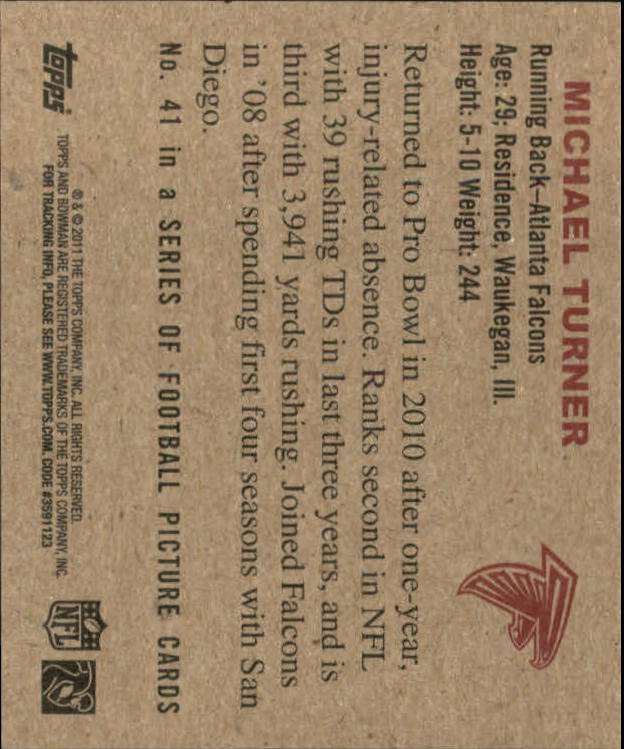 MICHAEL TURNER
Running Back—Atlanta Falcons
Age: 29; Residence, Waukegan, Ill.
Height: 5-10 Weight: 244
Returned to Pro Bowl in 2010 after one-year,
injury-related absence. Ranks second in NFL
with 39 rushing TDs in last three years, and is
third with 3,941 yards rushing. Joined Falcons
in ’08 after spending first four seasons with San
Diego.
No. 41 in a SERIES OF FOOTBALL PICTURE CARDS
topps
® & © 2011 THE TOPPS COMPANY, INC. ALL RIGHTS RESERVED.
TOPPS AND BOWMAN ARE REGISTERED TRADEMARKS OF THE TOPPS COMPANY, INC.
FOR TRACKING INFO, PLEASE SEE WWW.TOPPS.COM. CODE #3591123
NFL